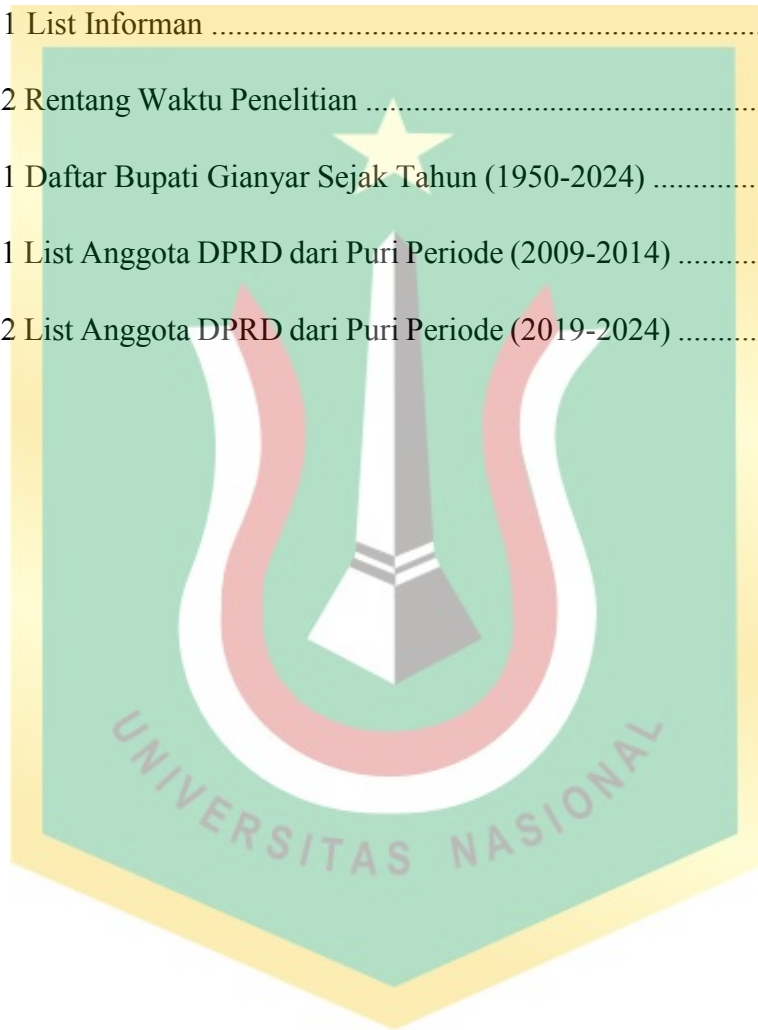 1 List Informan ........................................................................
2 Rentang Waktu Penelitian ....................................................
1 Daftar Bupati Gianyar Sejak Tahun (1950-2024) ..............
1 List Anggota DPRD dari Puri Periode (2009-2014) ..........
2 List Anggota DPRD dari Puri Periode (2019-2024) ..........
UNIVERSITAS NASIONAL